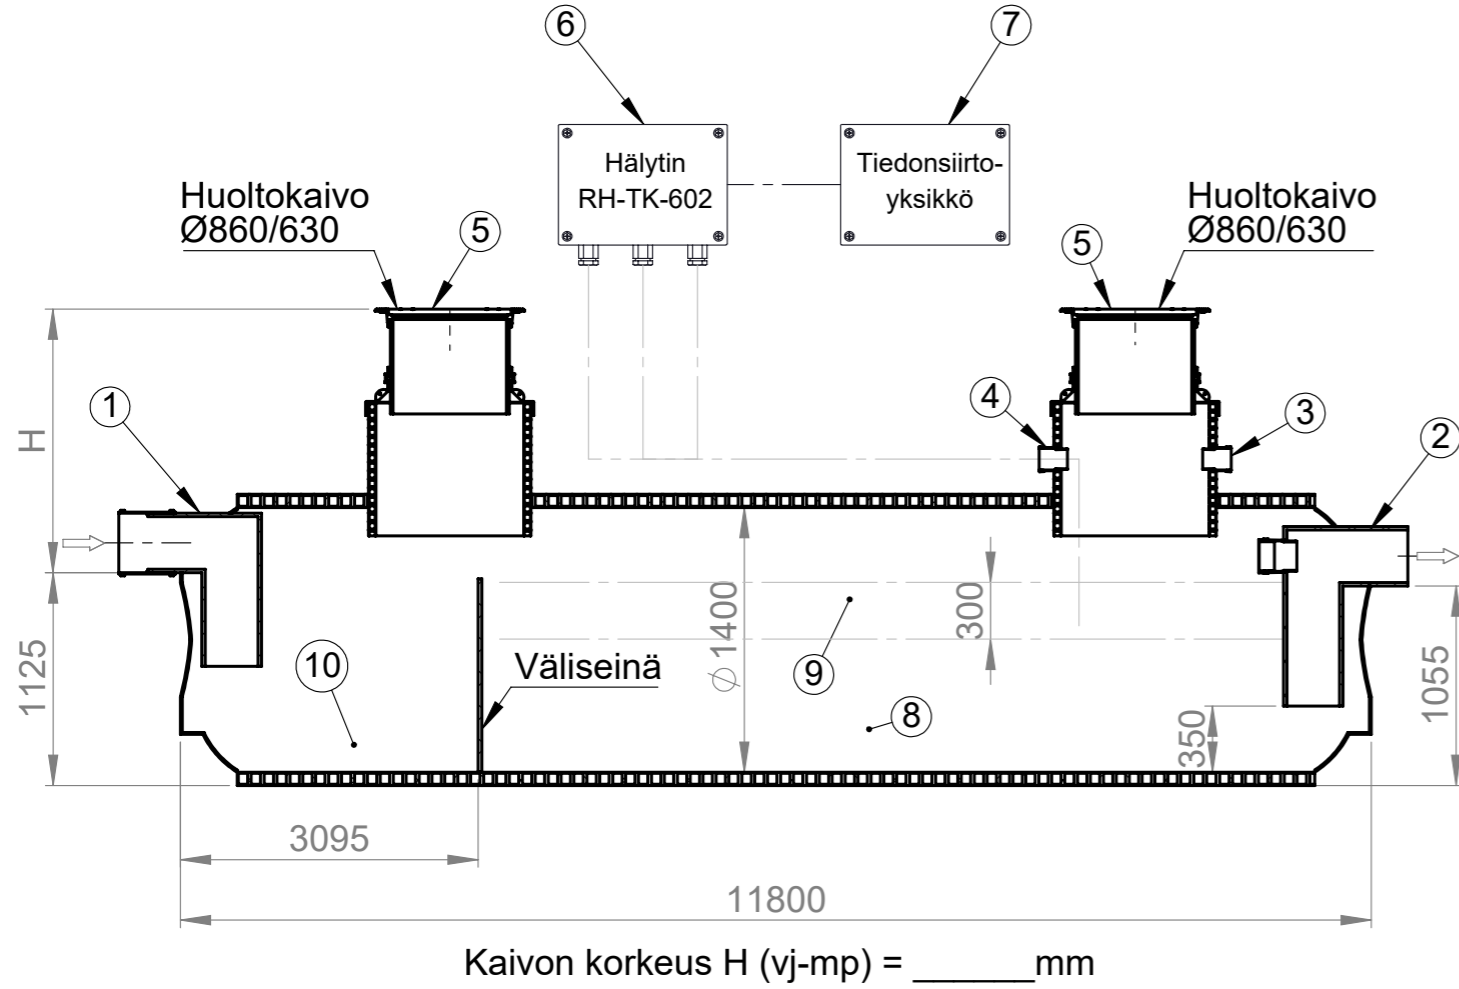 6
7
Hälytin
RH-TK-602
Tiedonsiirto-
yksikkö
Huoltokaivo
Ø860/630
5
Huoltokaivo
Ø860/630
5
1
4
3
2
H
1125
10
Väliseinä
Ø 1400
9
8
300
350
1055
3095
11800
Kaivon korkeus H (vj-mp) = ______mm